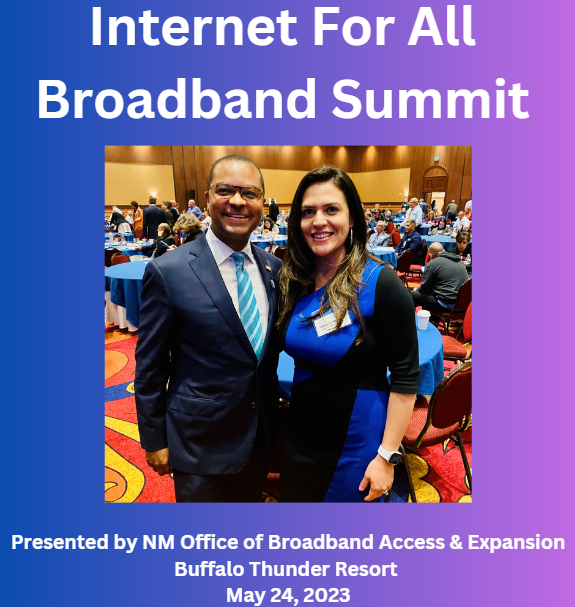 Internet For All
Broadband Summit
Presented by NM Office of Broadband Access & Expansion
Buffalo Thunder Resort
May 24, 2023